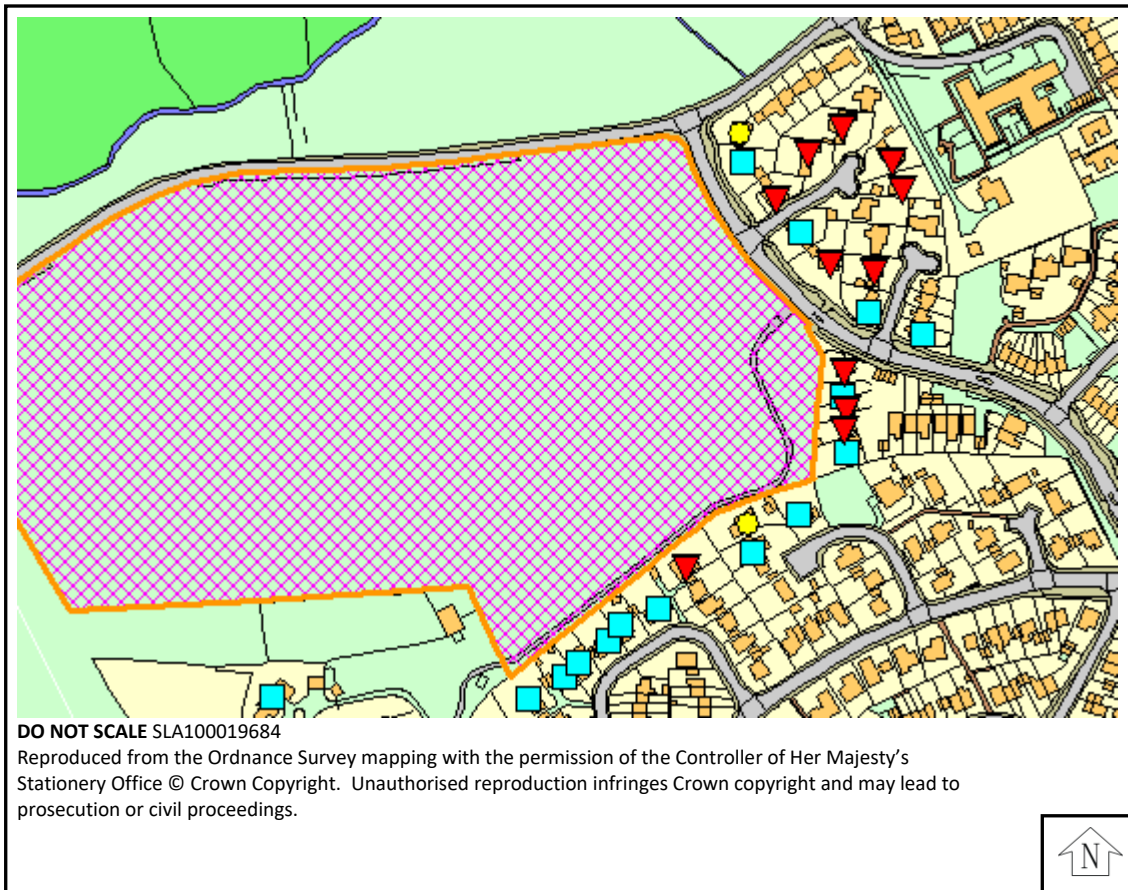 DO NOT SCALE SLA100019684
Reproduced from the Ordnance Survey mapping with the permission of the Controller of Her Majesty’s
Stationery Office © Crown Copyright.  Unauthorised reproduction infringes Crown copyright and may lead to
prosecution or civil proceedings.
N